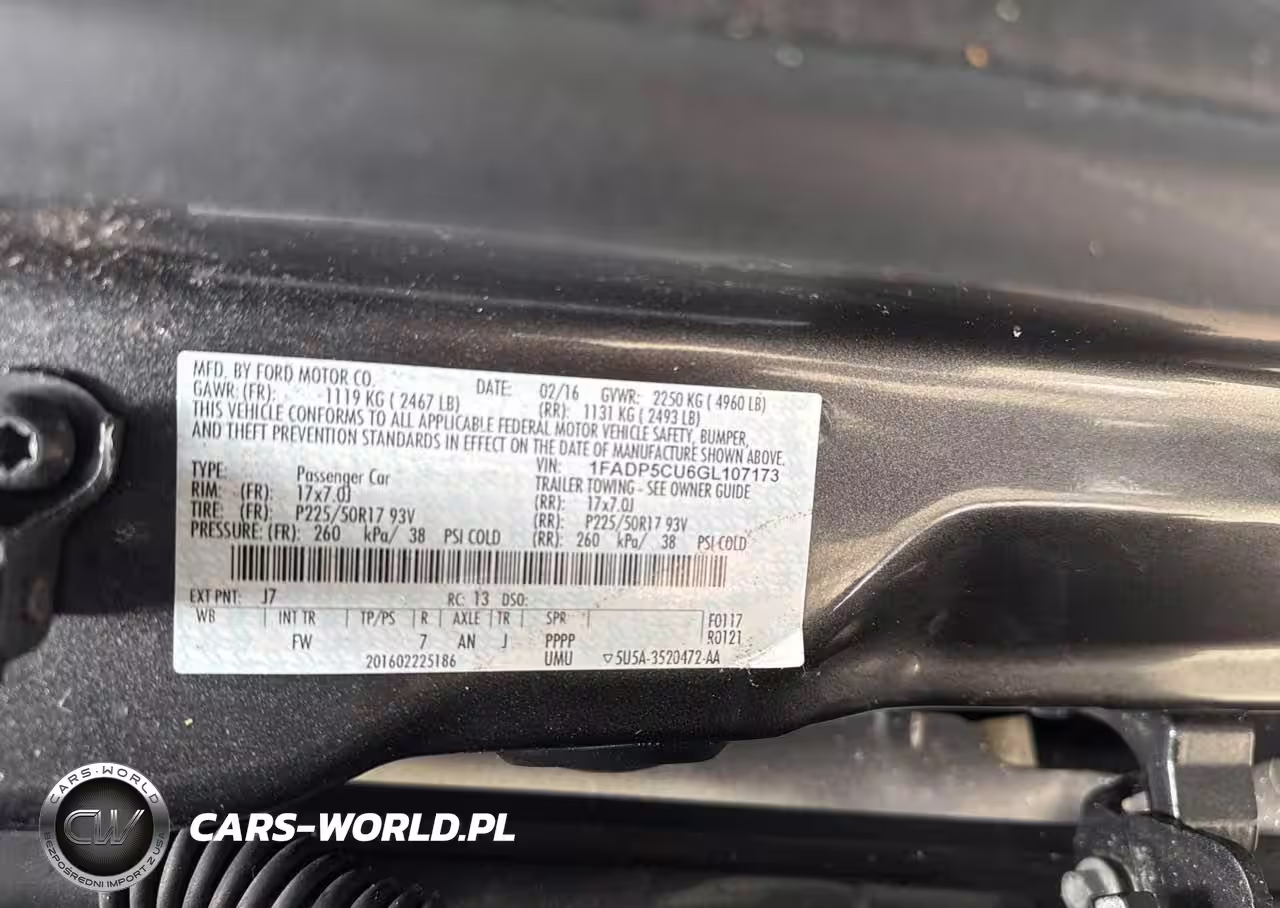 MFD. BY FORD MOTOR CO. DATE: 02/16 GVWR: 2250 KG ( 4960 LB)
GAWR: (FR): 1119 KG ( 2467 LB) (RR): 1131 KG ( 2493 LB)
THIS VEHICLE CONFORMS TO ALL APPLICABLE FEDERAL MOTOR VEHICLE SAFETY, BUMPER,
AND THEFT PREVENTION STANDARDS IN EFFECT ON THE DATE OF MANUFACTURE SHOWN ABOVE.
VIN: 1FADP5CU6GL107173
TYPE: Passenger Car TRAILER TOWING - SEE OWNER GUIDE
RIM: (FR): 17x7.0J (RR): 17x7.0J
TIRE: (FR): P225/50R17 93V (RR): P225/50R17 93V
PRESSURE: (FR): 260 kPa/ 38 PSI COLD (RR): 260 kPa/ 38 PSI COLD
EXT PNT: J7 RC: 13 DSO:
WB INT TR TP/PS R AXLE TR SPR F0117
FW 7 AN J PPPP R0121
201602225186 UMU ▽5U5A-3520472-AA
CARS-WORLD
CW
BEZPOŚREDNI IMPORT Z USA
CARS-WORLD.PL